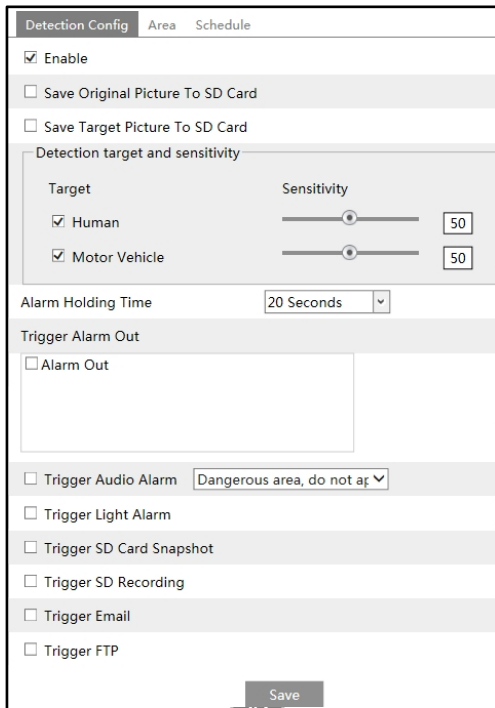 Detection Config Area Schedule
Enable
Save Original Picture To SD Card
Save Target Picture To SD Card
Detection target and sensitivity
Target Sensitivity
Human 50
Motor Vehicle 50
Alarm Holding Time 20 Seconds
Trigger Alarm Out
Alarm Out
Trigger Audio Alarm Dangerous area, do not ap
Trigger Light Alarm
Trigger SD Card Snapshot
Trigger SD Recording
Trigger Email
Trigger FTP
Save